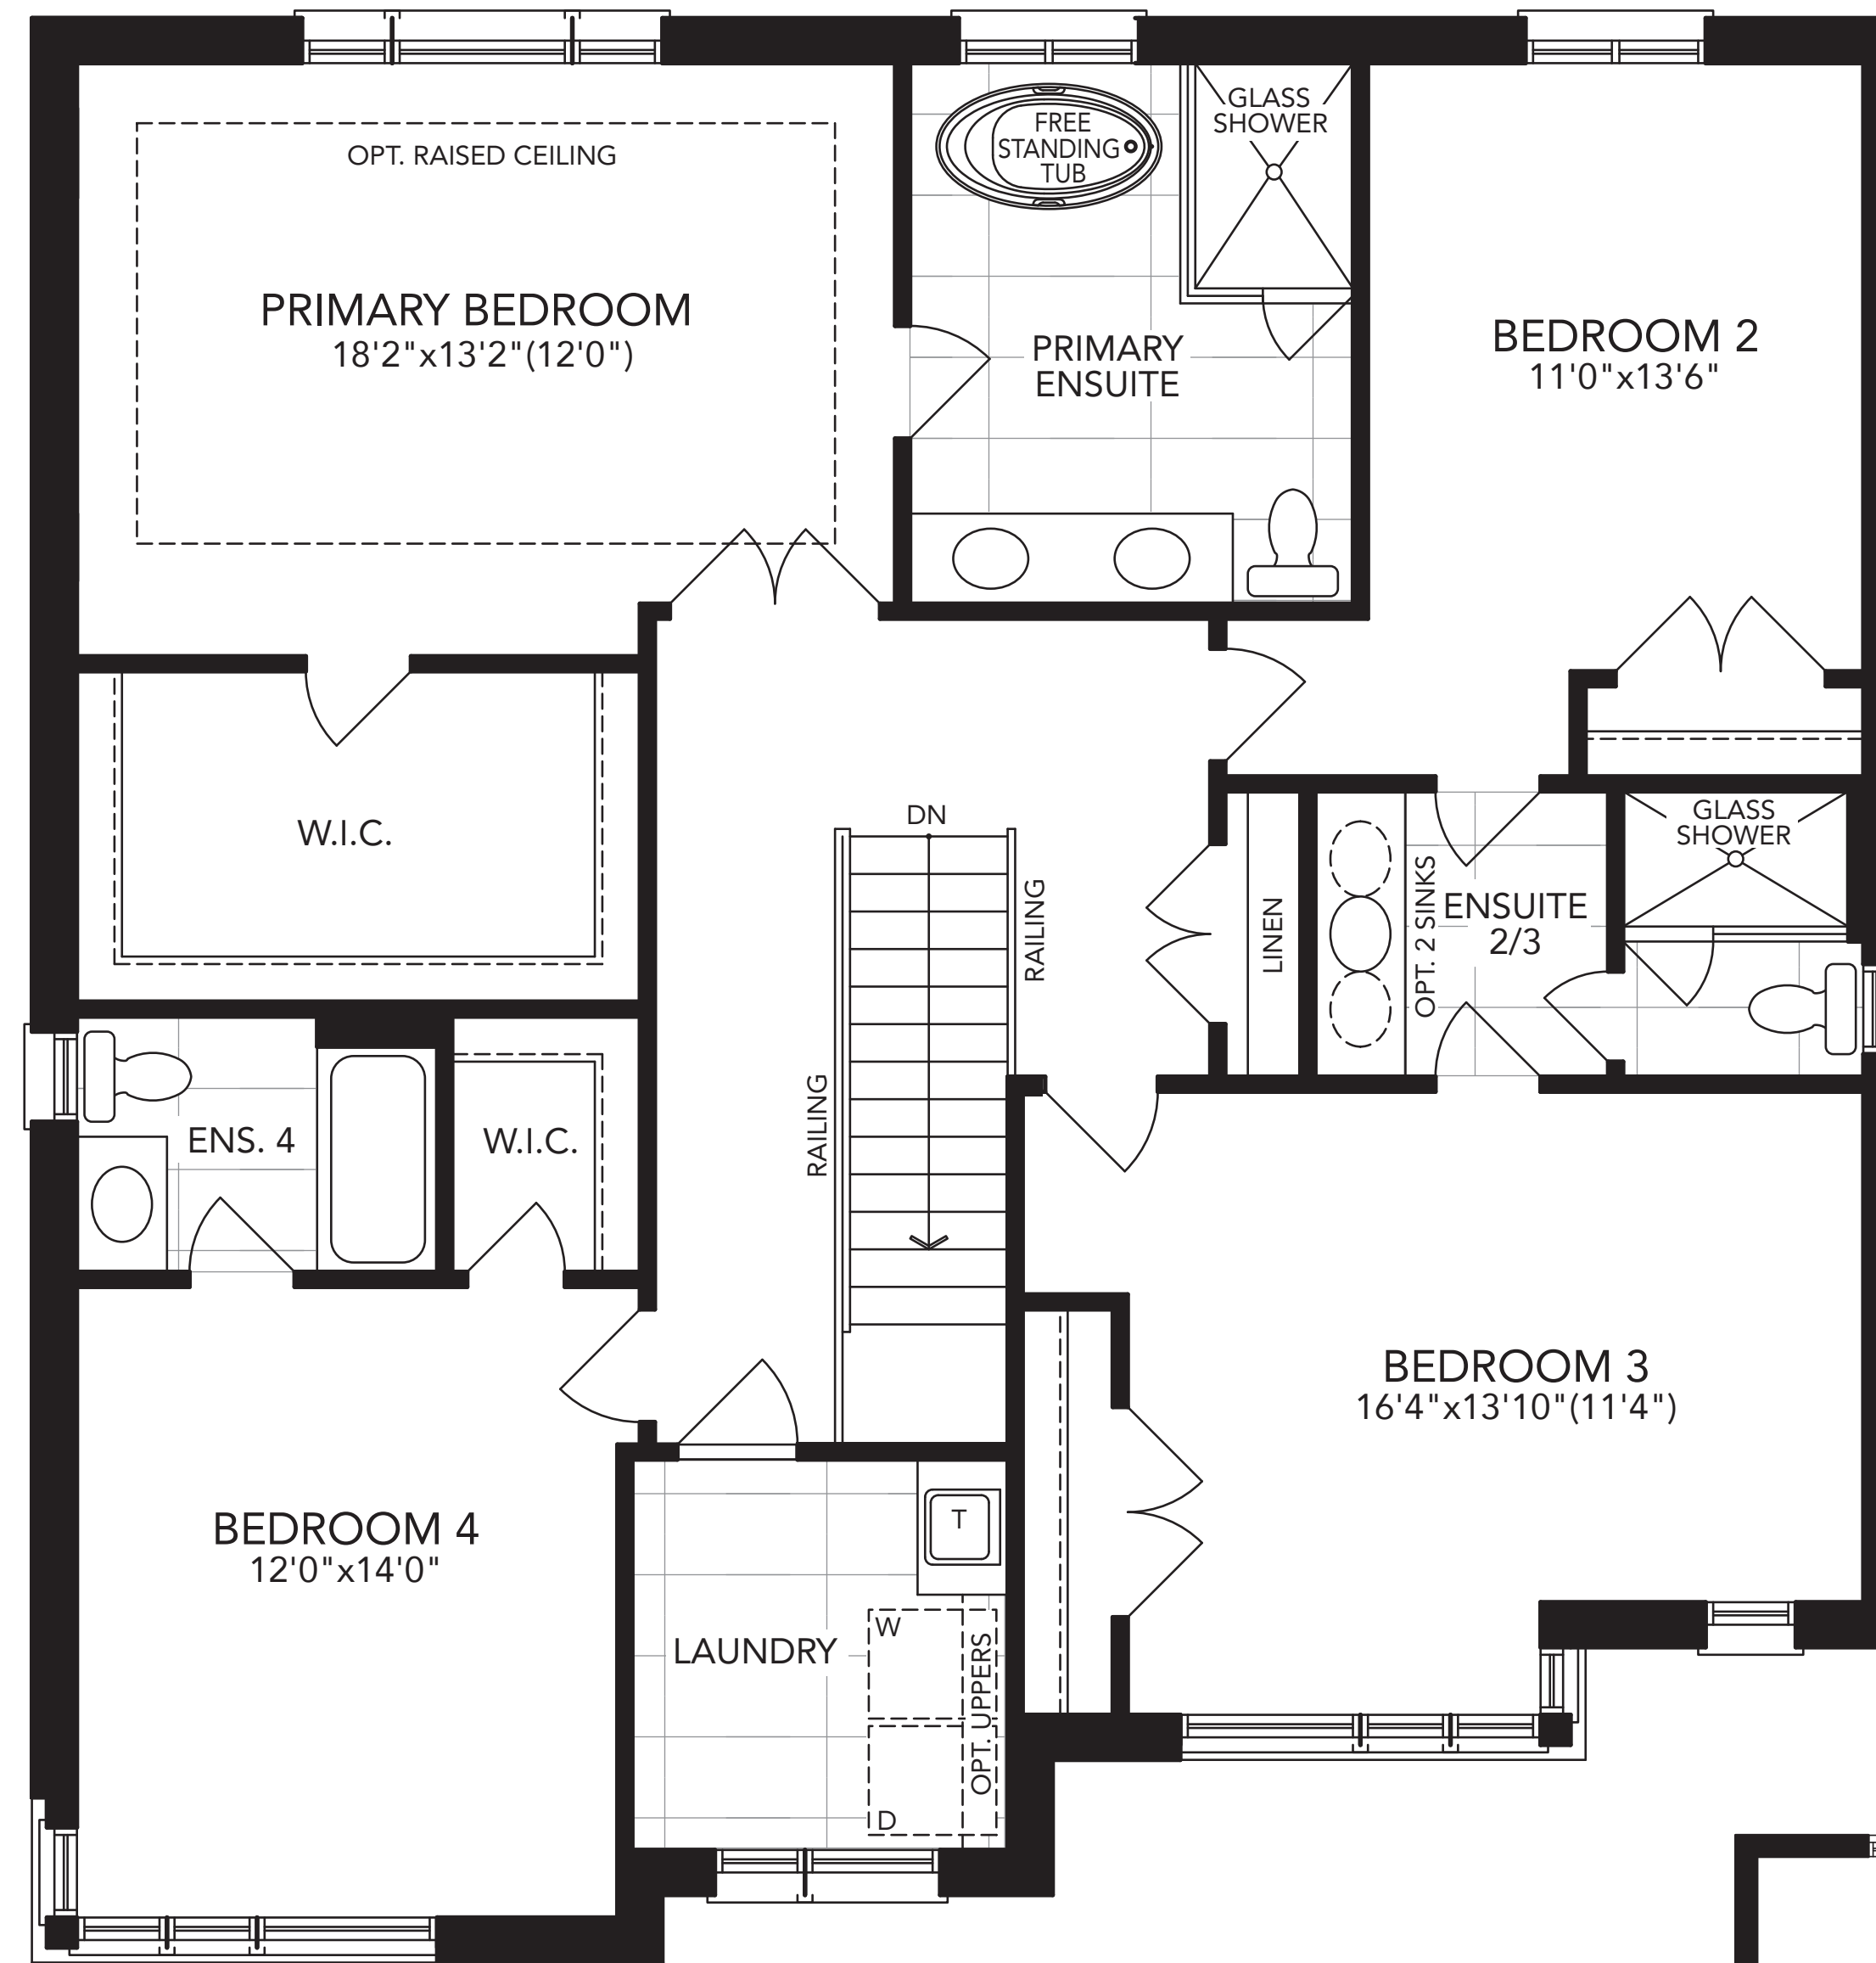 OPT. RAISED CEILING
PRIMARY BEDROOM
18'2"x13'2"(12'0")
FREE
STANDING
TUB
GLASS
SHOWER
PRIMARY
ENSUITE
BEDROOM 2
11'0"x13'6"
W.I.C.
DN
RAILING
RAILING
LINEN
OPT. 2 SINKS
ENSUITE
2/3
GLASS
SHOWER
ENS. 4
W.I.C.
BEDROOM 3
16'4"x13'10"(11'4")
BEDROOM 4
12'0"x14'0"
LAUNDRY
T
W
D
OPT. UPPERS